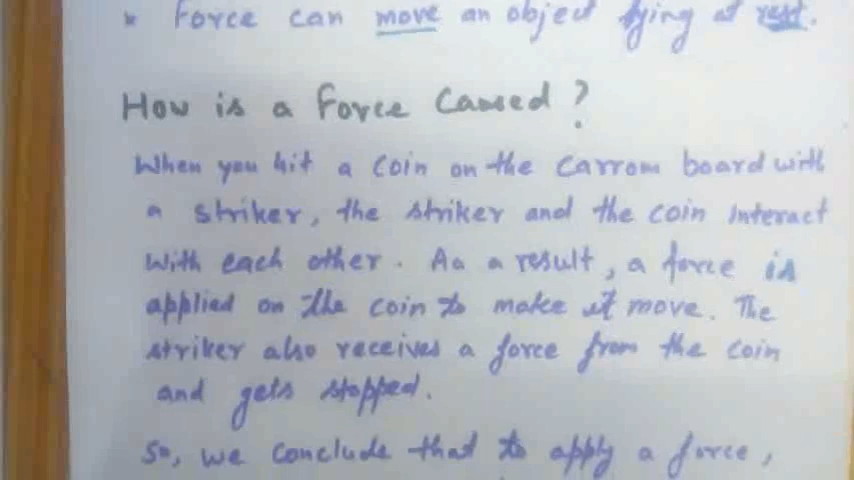 * Force can move an object lying at rest.
How is a Force Caused ?
When you hit a coin on the carrom board with
a striker, the striker and the coin interact
with each other. As a result, a force is
applied on the coin to make it move. The
striker also receives a force from the coin
and gets stopped.
So, we conclude that to apply a force,